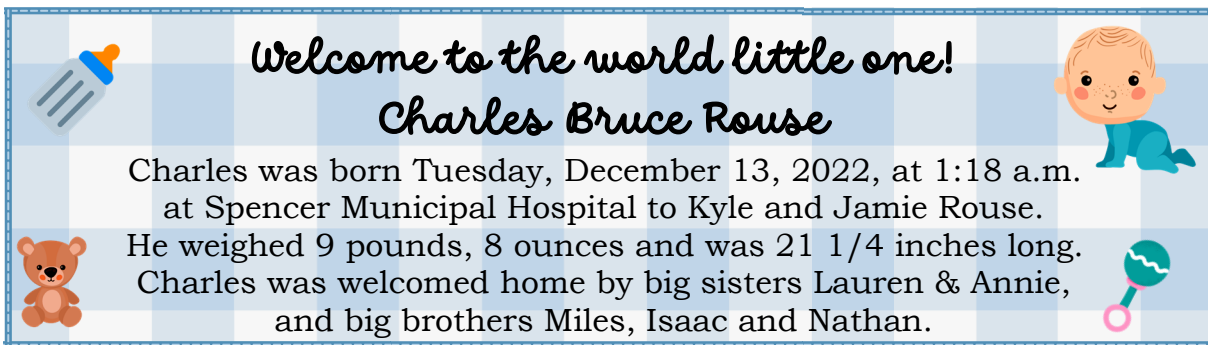 Welcome to the world little one!
Charles Bruce Rouse
Charles was born Tuesday, December 13, 2022, at 1:18 a.m.
at Spencer Municipal Hospital to Kyle and Jamie Rouse.
He weighed 9 pounds, 8 ounces and was 21 1/4 inches long.
Charles was welcomed home by big sisters Lauren & Annie,
and big brothers Miles, Isaac and Nathan.